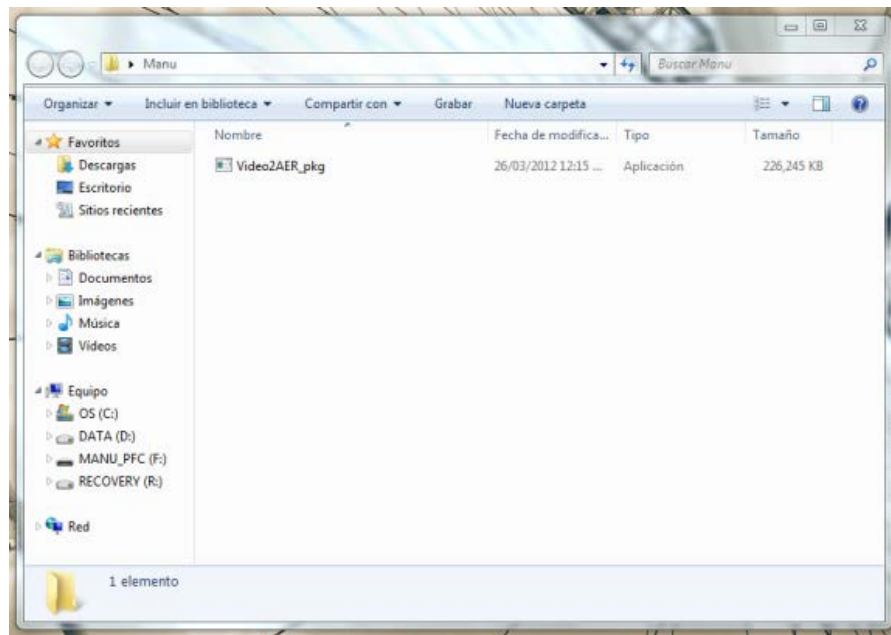 Manu
Buscar Manu
Organizar
Incluir en biblioteca
Compartir con
Grabar
Nueva carpeta
Favoritos
Descargas
Escritorio
Sitios recientes
Bibliotecas
Documentos
Imágenes
Música
Vídeos
Equipo
OS (C:)
DATA (D:)
MANU_PFC (F:)
RECOVERY (R:)
Red
Nombre
Fecha de modifica...
Tipo
Tamaño
Video2AER_pkg
26/03/2012 12:15 ...
Aplicación
226,245 KB
1 elemento